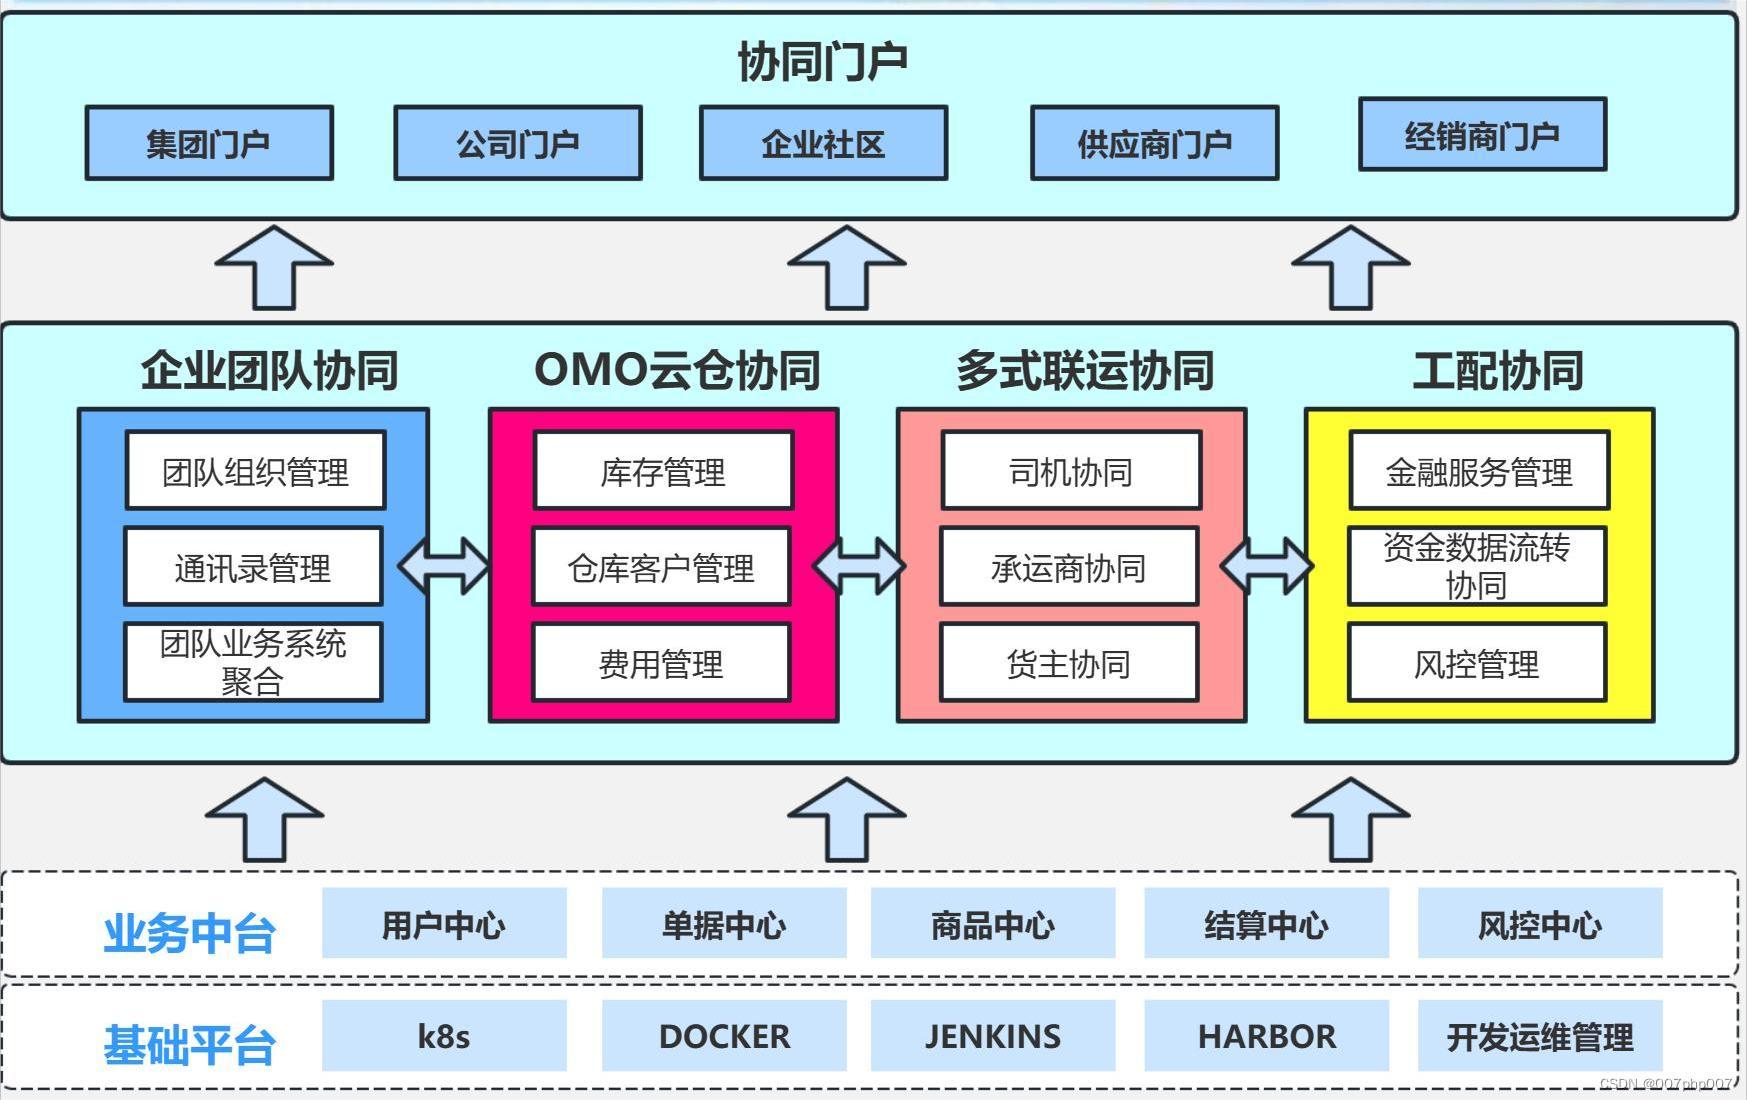 协同门户
集团门户
公司门户
企业社区
供应商门户
经销商门户
企业团队协同
OMO云仓协同
多式联运协同
工配协同
团队组织管理
通讯录管理
团队业务系统
聚合
库存管理
仓库客户管理
费用管理
司机协同
承运商协同
货主协同
金融服务管理
资金数据流转
协同
风控管理
业务中台
用户中心
单据中心
商品中心
结算中心
风控中心
基础平台
k8s
DOCKER
JENKINS
HARBOR
开发运维管理
CSDN @007php007